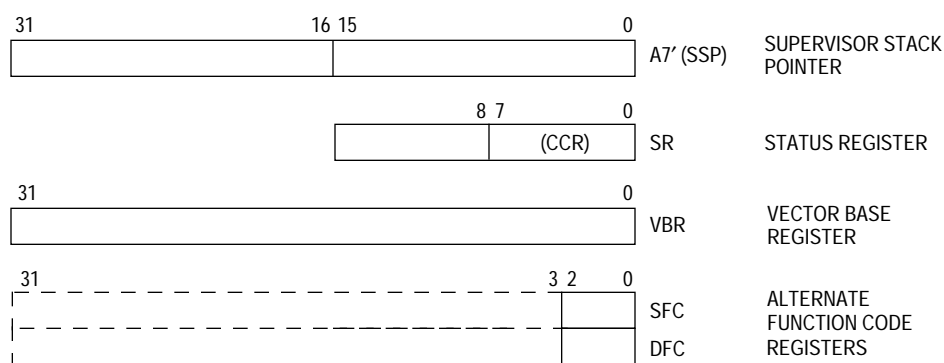 31 16 15 0
A7′ (SSP) SUPERVISOR STACK
POINTER
8 7 0
(CCR) SR STATUS REGISTER
31 0
VBR VECTOR BASE
REGISTER
31 3 2 0
SFC ALTERNATE
FUNCTION CODE
DFC REGISTERS